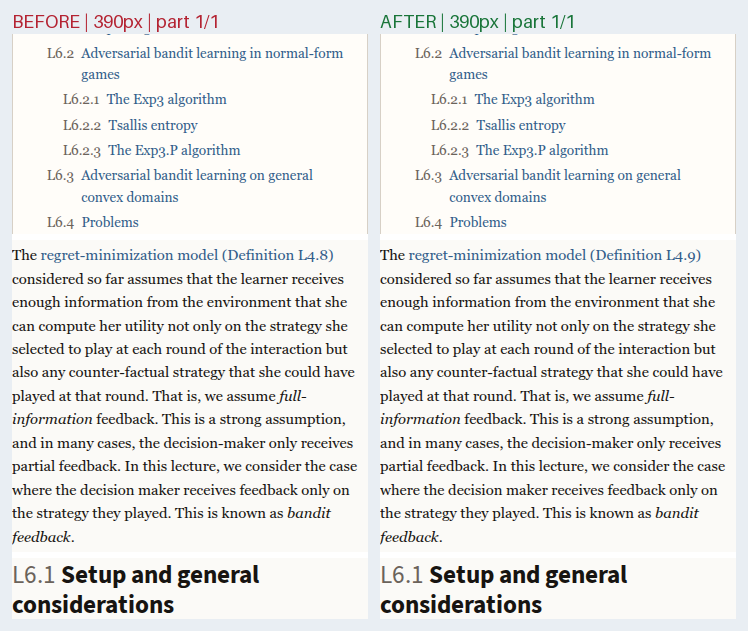 BEFORE | 390px | part 1/1
L6.2 Adversarial bandit learning in normal-form
games
L6.2.1 The Exp3 algorithm
L6.2.2 Tsallis entropy
L6.2.3 The Exp3.P algorithm
L6.3 Adversarial bandit learning on general
convex domains
L6.4 Problems
The regret-minimization model (Definition L4.8)
considered so far assumes that the learner receives
enough information from the environment that she
can compute her utility not only on the strategy she
selected to play at each round of the interaction but
also any counter-factual strategy that she could have
played at that round. That is, we assume full-
information feedback. This is a strong assumption,
and in many cases, the decision-maker only receives
partial feedback. In this lecture, we consider the case
where the decision maker receives feedback only on
the strategy they played. This is known as bandit
feedback.
L6.1 Setup and general
considerations
AFTER | 390px | part 1/1
L6.2 Adversarial bandit learning in normal-form
games
L6.2.1 The Exp3 algorithm
L6.2.2 Tsallis entropy
L6.2.3 The Exp3.P algorithm
L6.3 Adversarial bandit learning on general
convex domains
L6.4 Problems
The regret-minimization model (Definition L4.9)
considered so far assumes that the learner receives
enough information from the environment that she
can compute her utility not only on the strategy she
selected to play at each round of the interaction but
also any counter-factual strategy that she could have
played at that round. That is, we assume full-
information feedback. This is a strong assumption,
and in many cases, the decision-maker only receives
partial feedback. In this lecture, we consider the case
where the decision maker receives feedback only on
the strategy they played. This is known as bandit
feedback.
L6.1 Setup and general
considerations